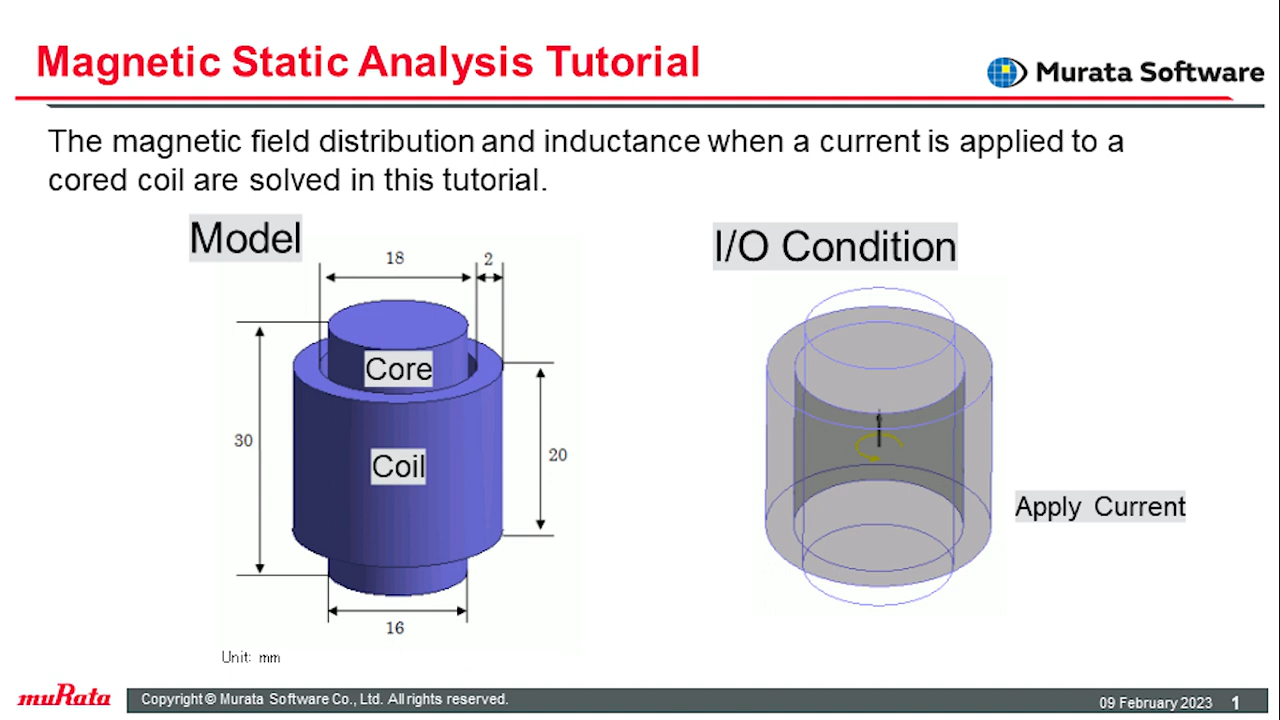 Magnetic Static Analysis Tutorial
Murata Software
The magnetic field distribution and inductance when a current is applied to a
cored coil are solved in this tutorial.
Model
I/O Condition
18
2
Core
30
Coil
20
Apply Current
16
Unit: mm
muRata
Copyright © Murata Software Co., Ltd. All rights reserved.
09 February 2023
1